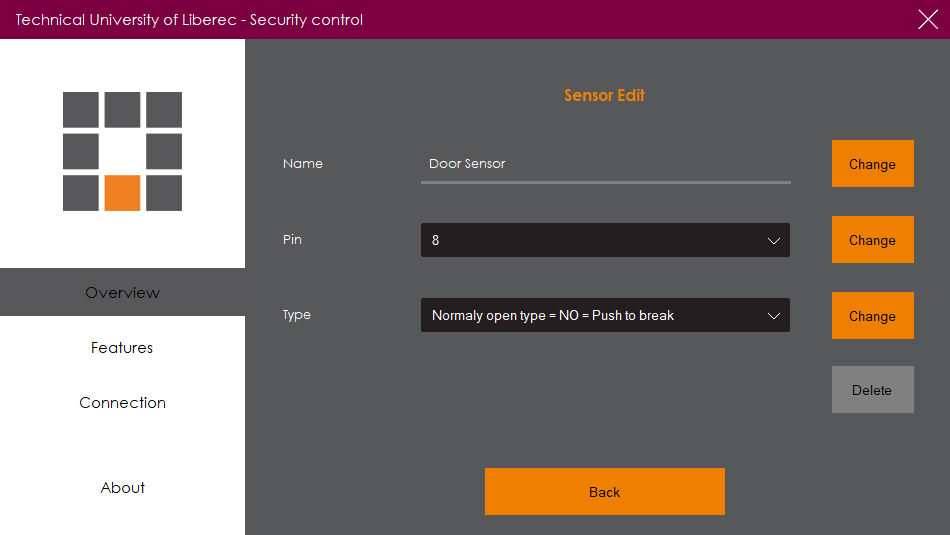 Technical University of Liberec - Security control
Sensor Edit
Name
Door Sensor
Change
Pin
8
Change
Type
Normaly open type = NO = Push to break
Change
Delete
Back
Overview
Features
Connection
About